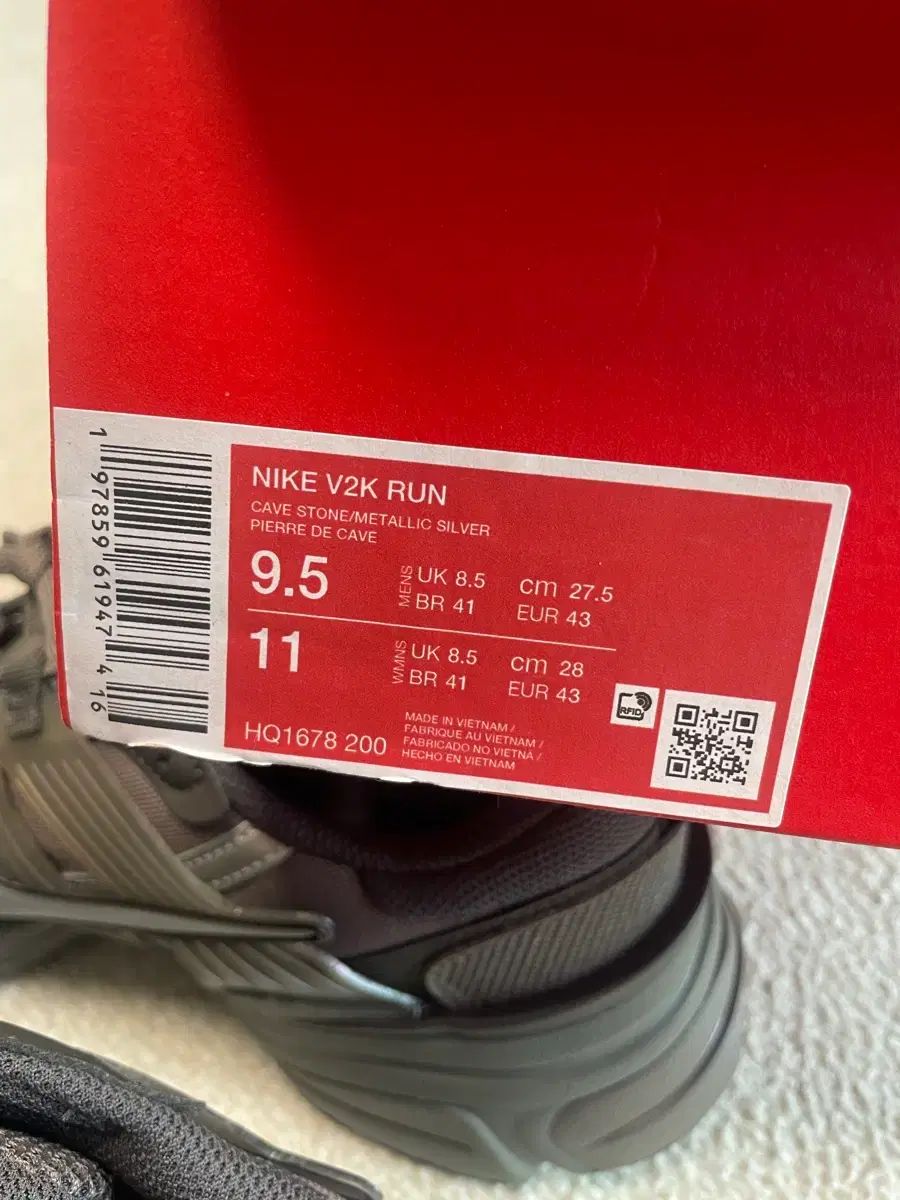 NIKE V2K RUN
CAVE STONE/METALLIC SILVER
PIERRE DE CAVE
9.5
MENS
UK 8.5 cm 27.5
BR 41 EUR 43
11
WMNS
UK 8.5 cm 28
BR 41 EUR 43
HQ1678 200
MADE IN VIETNAM /
FABRIQUE AU VIETNAM /
FABRICADO NO VIETNÃ /
HECHO EN VIETNAM
RFID
1 97859 61947 4 16